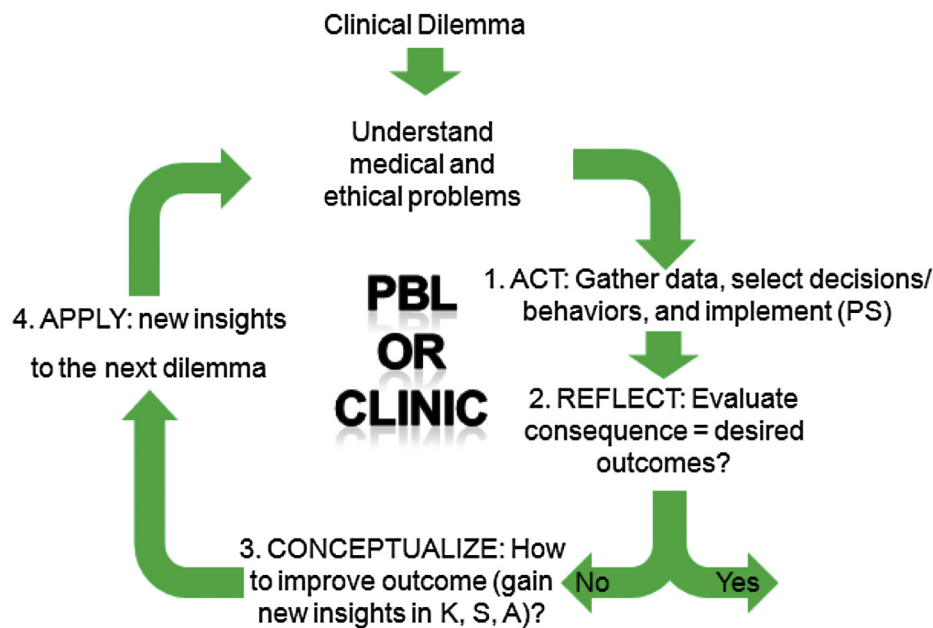 Clinical Dilemma
Understand
medical and
ethical problems
1. ACT: Gather data, select decisions/
behaviors, and implement (PS)
2. REFLECT: Evaluate
consequence = desired
outcomes?
No
Yes
3. CONCEPTUALIZE: How
to improve outcome (gain
new insights in K, S, A)?
4. APPLY: new insights
to the next dilemma
PBL
OR
CLINIC